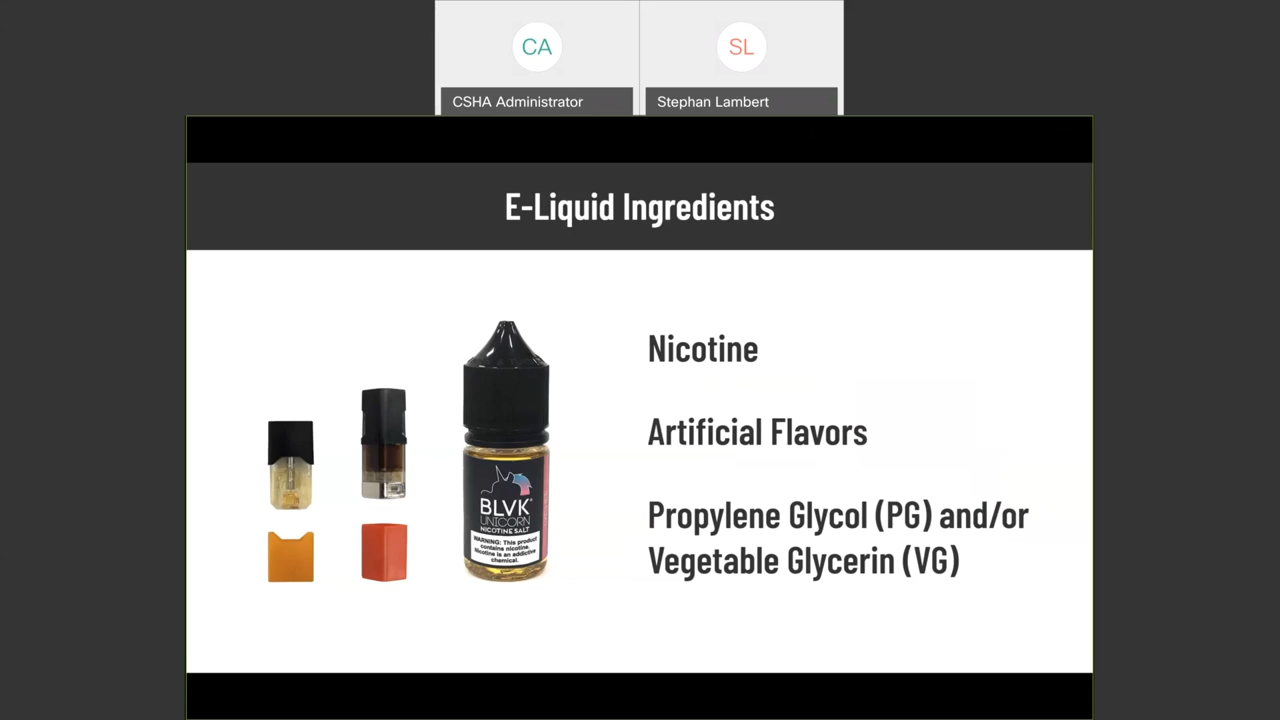 CA
SL
CSHA Administrator
Stephan Lambert
E-Liquid Ingredients
Nicotine
Artificial Flavors
Propylene Glycol (PG) and/or
Vegetable Glycerin (VG)
BLVK
UNICORN
NICOTINE SALT
WARNING: This product
contains nicotine.
Nicotine is an addictive
chemical.